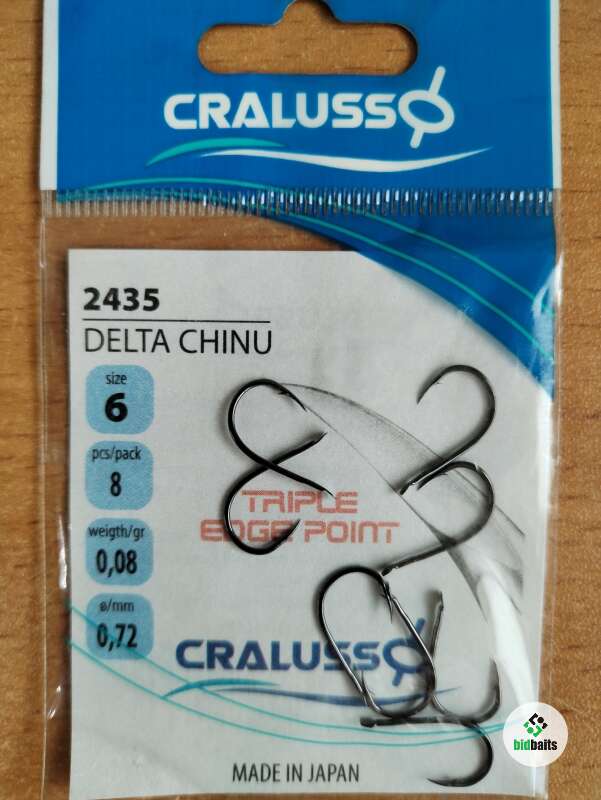 CRALUSSO
2435
DELTA CHINU
size
6
pcs/pack
8
weigth/gr
0,08
ø/mm
0,72
TRIPLE
EDGE POINT
CRALUSSO
MADE IN JAPAN
bidbaits